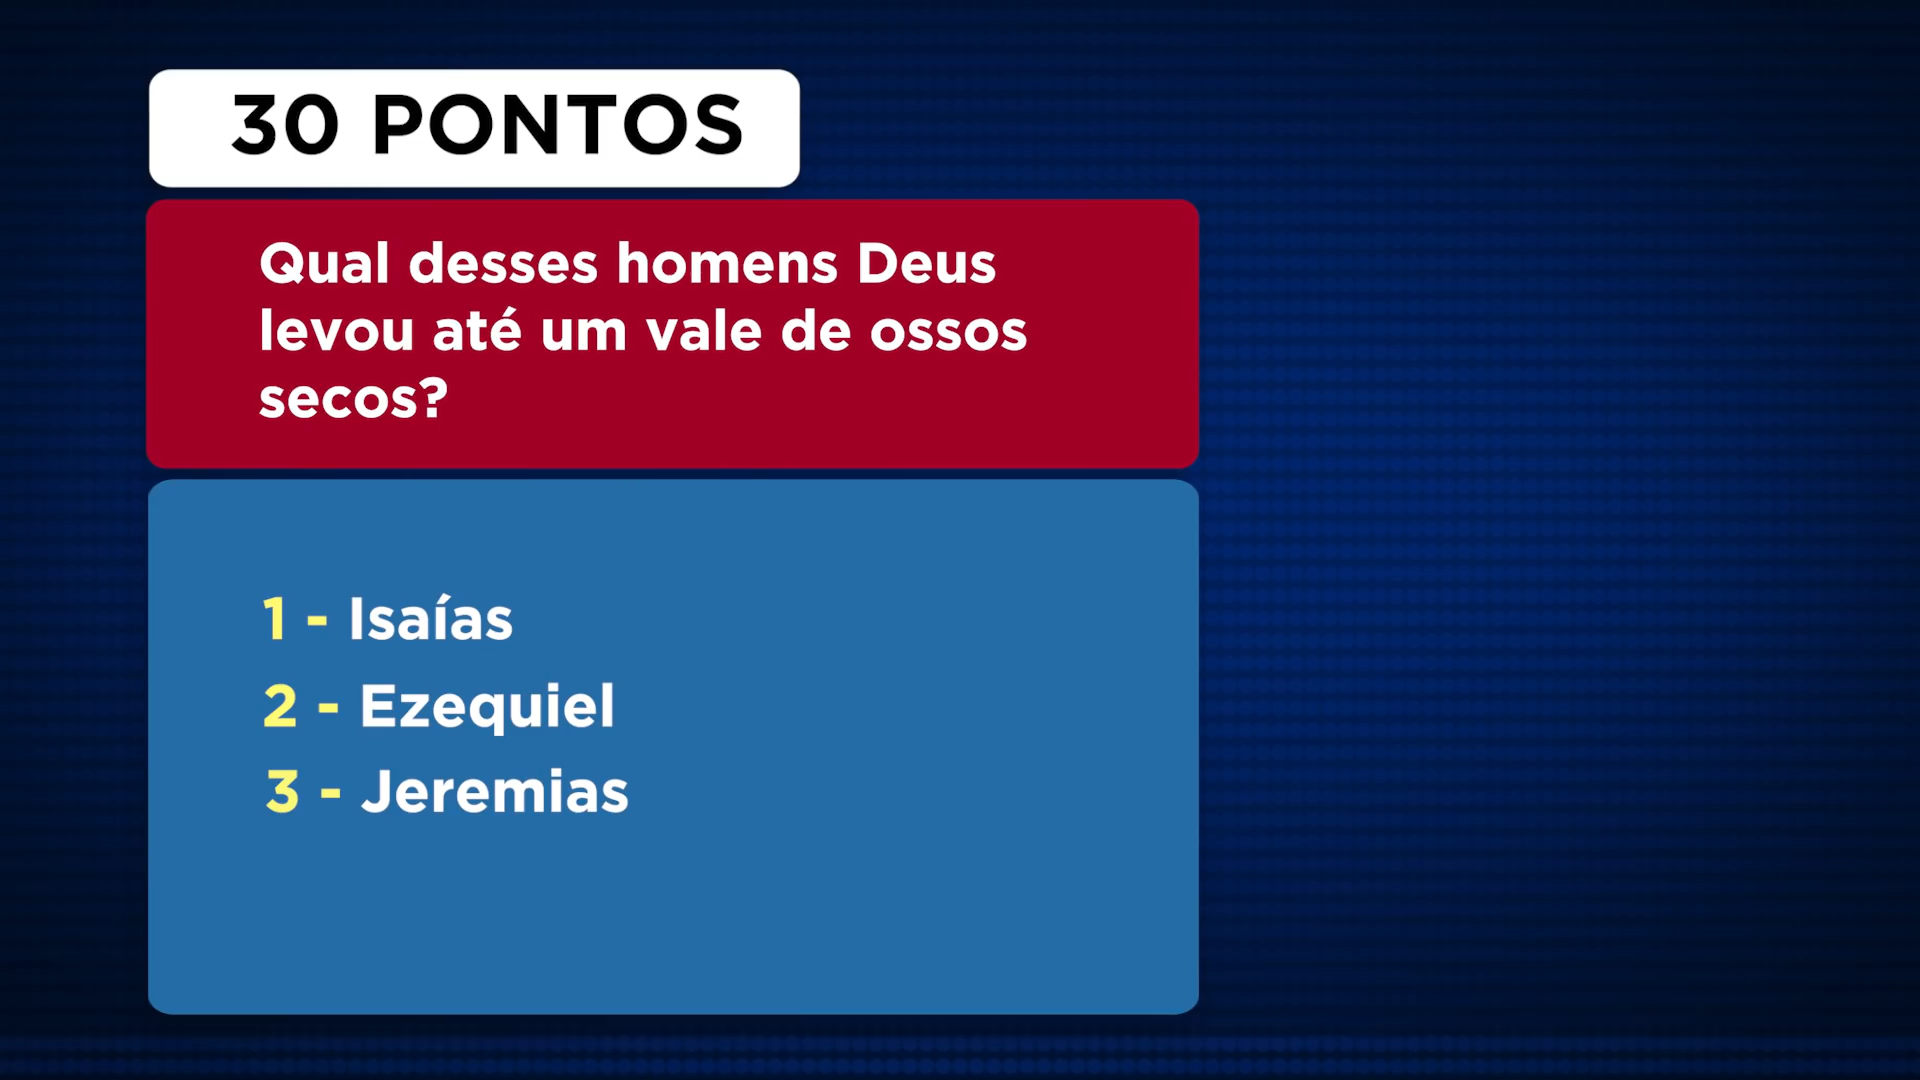 30 PONTOS
Qual desses homens Deus
levou até um vale de ossos
secos?
1 - Isaías
2 - Ezequiel
3 - Jeremias